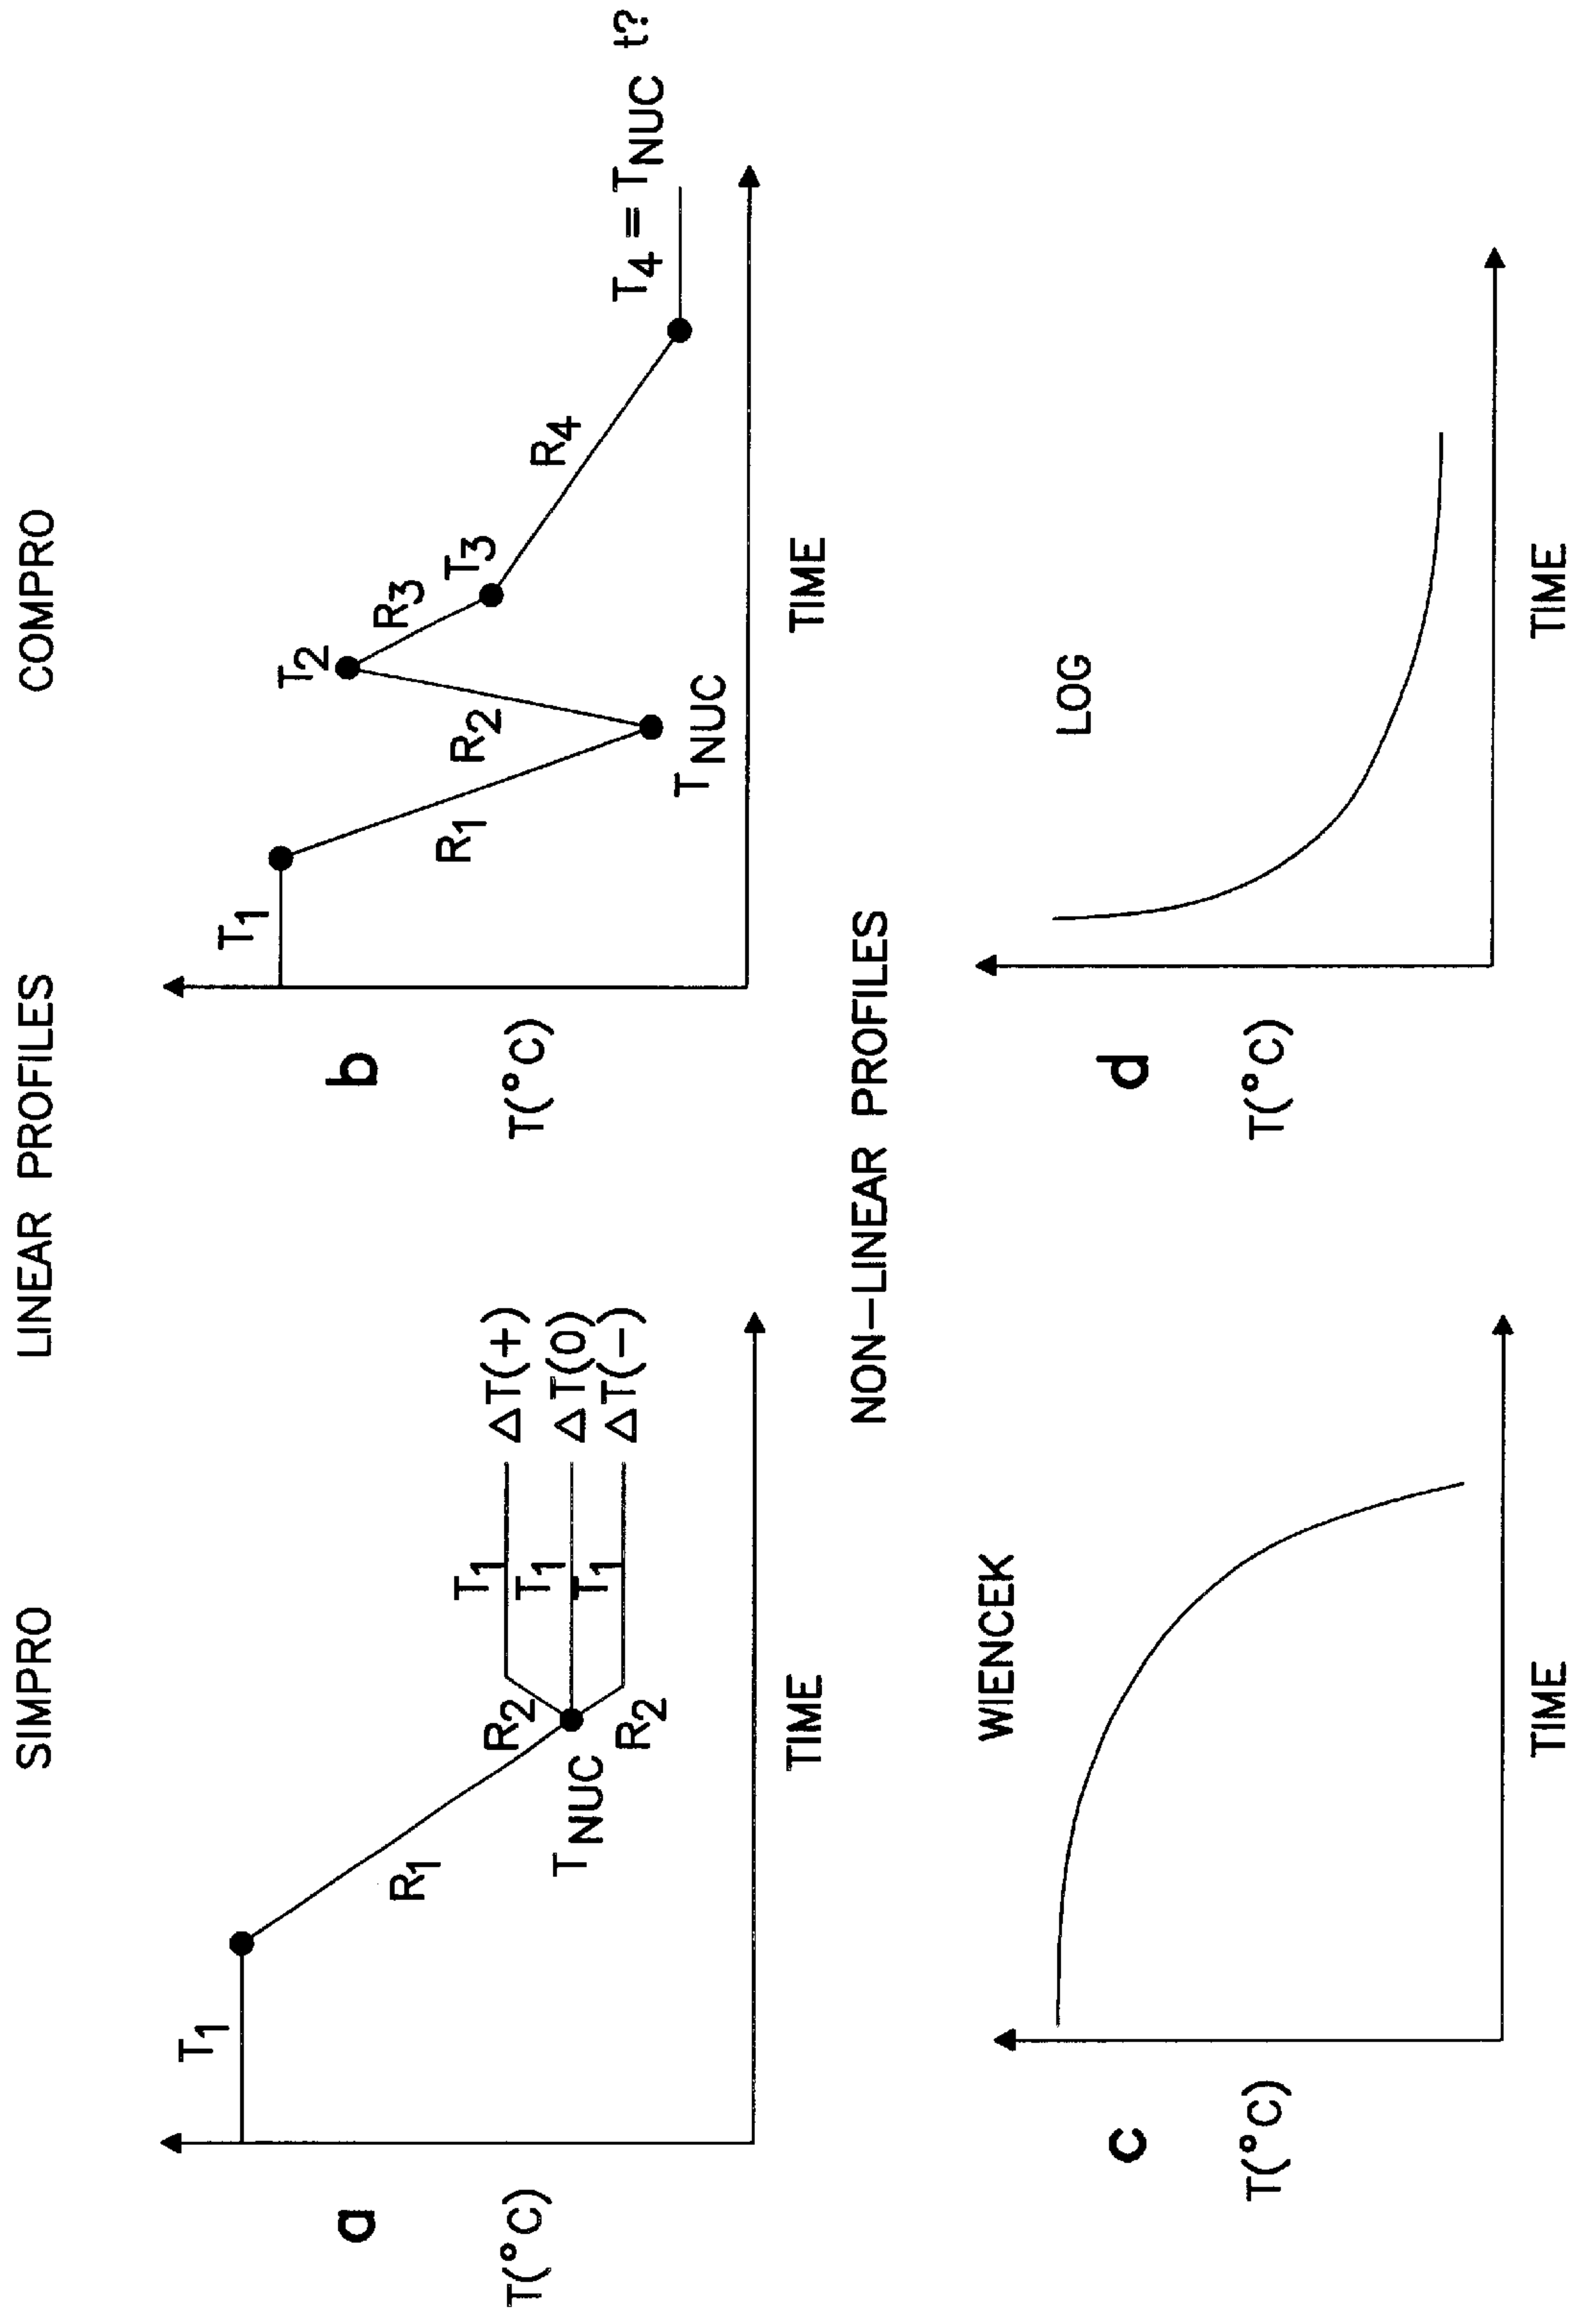 LINEAR PROFILES
SIMPRO
COMPRO
a
T(°C)
T1
R1
TNUC
R2
R2
T1
T1
T1
ΔT(+)
ΔT(0)
ΔT(−)
TIME
b
T(°C)
T1
R1
TNUC
R2
T2
R3
T3
R4
T4 = TNUC t?
TIME
NON−LINEAR PROFILES
c
T(°C)
WIENCEK
TIME
d
T(°C)
LOG
TIME